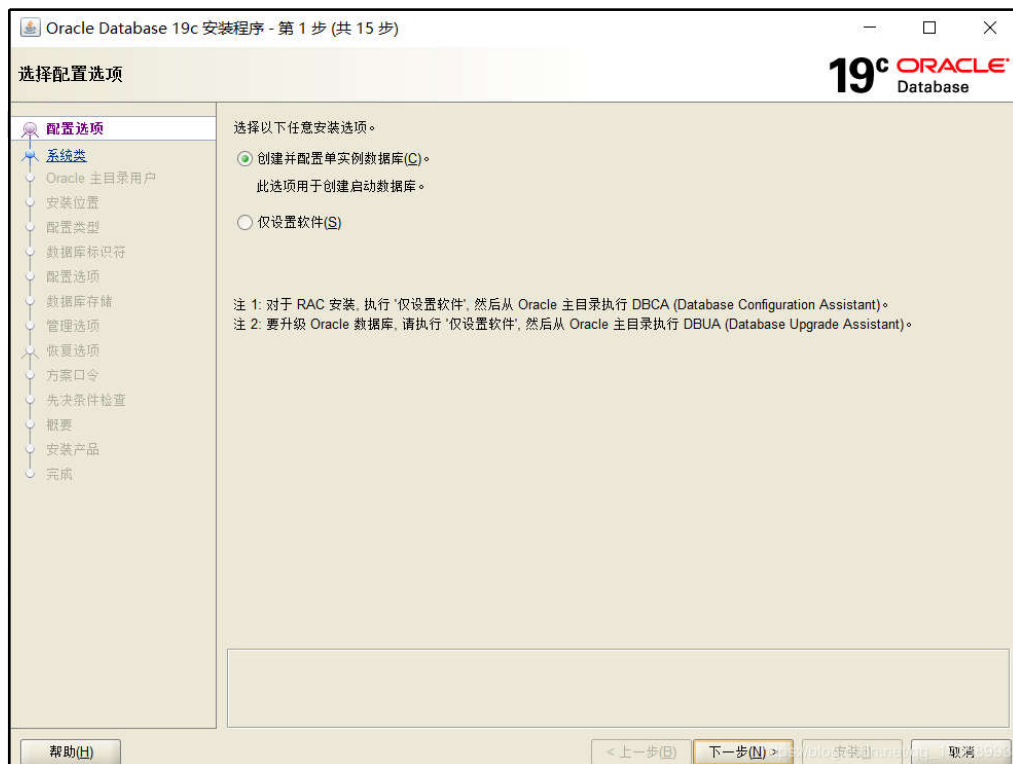 Oracle Database 19c 安装程序 - 第 1 步 (共 15 步)
选择配置选项
19c ORACLE
Database
配置选项
系统类
Oracle 主目录用户
安装位置
配置类型
数据库标识符
配置选项
数据库存储
管理选项
恢复选项
方案口令
先决条件检查
概要
安装产品
完成
选择以下任意安装选项。
创建并配置单实例数据库(C)。
此选项用于创建启动数据库。
仅设置软件(S)
注 1: 对于 RAC 安装, 执行 '仅设置软件', 然后从 Oracle 主目录执行 DBCA (Database Configuration Assistant)。
注 2: 要升级 Oracle 数据库, 请执行 '仅设置软件', 然后从 Oracle 主目录执行 DBUA (Database Upgrade Assistant)。
帮助(H)
< 上一步(B) 下一步(N) > 安装(I) 取消